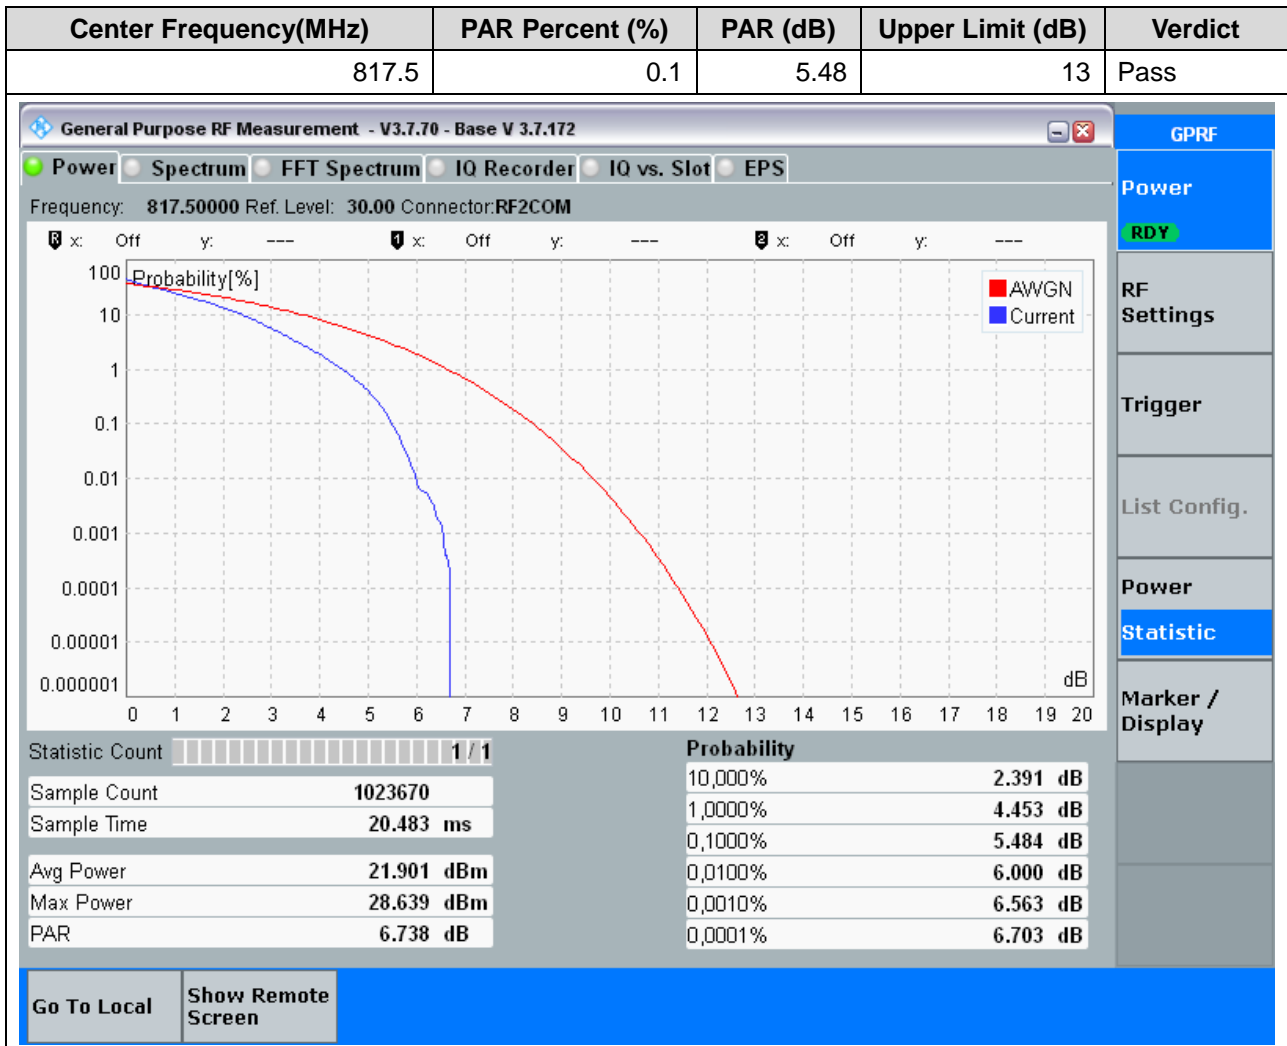 Center Frequency(MHz) PAR Percent (%) PAR (dB) Upper Limit (dB) Verdict
817.5 0.1 5.48 13 Pass
General Purpose RF Measurement - V3.7.70 - Base V 3.7.172
GPRF
Power Spectrum FFT Spectrum IQ Recorder IQ vs. Slot EPS
Power
RDY
Frequency: 817.50000 Ref. Level: 30.00 Connector:RF2COM
R x: Off y: --- 1 x: Off y: --- 2 x: Off y: ---
Probability[%]
AWGN
Current
100
10
1
0.1
0.01
0.001
0.0001
0.00001
0.000001
dB
0 1 2 3 4 5 6 7 8 9 10 11 12 13 14 15 16 17 18 19 20
RF
Settings
Trigger
List Config.
Power
Statistic
Marker /
Display
Statistic Count 1 / 1
Sample Count 1023670
Sample Time 20.483 ms
Avg Power 21.901 dBm
Max Power 28.639 dBm
PAR 6.738 dB
Probability
10,000% 2.391 dB
1,0000% 4.453 dB
0,1000% 5.484 dB
0,0100% 6.000 dB
0,0010% 6.563 dB
0,0001% 6.703 dB
Go To Local
Show Remote
Screen